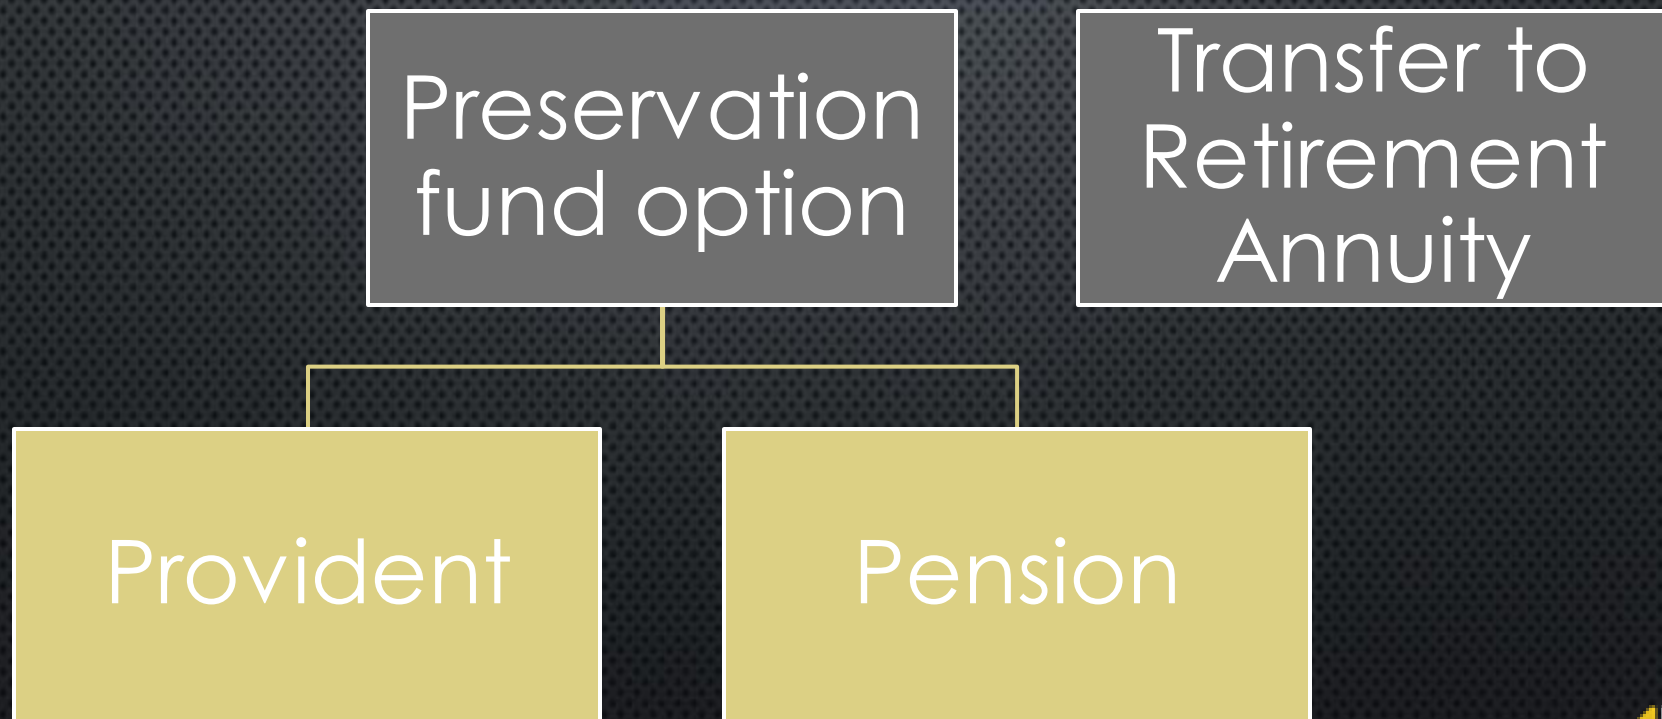 Preservation
fund option
Transfer to
Retirement
Annuity
Provident
Pension